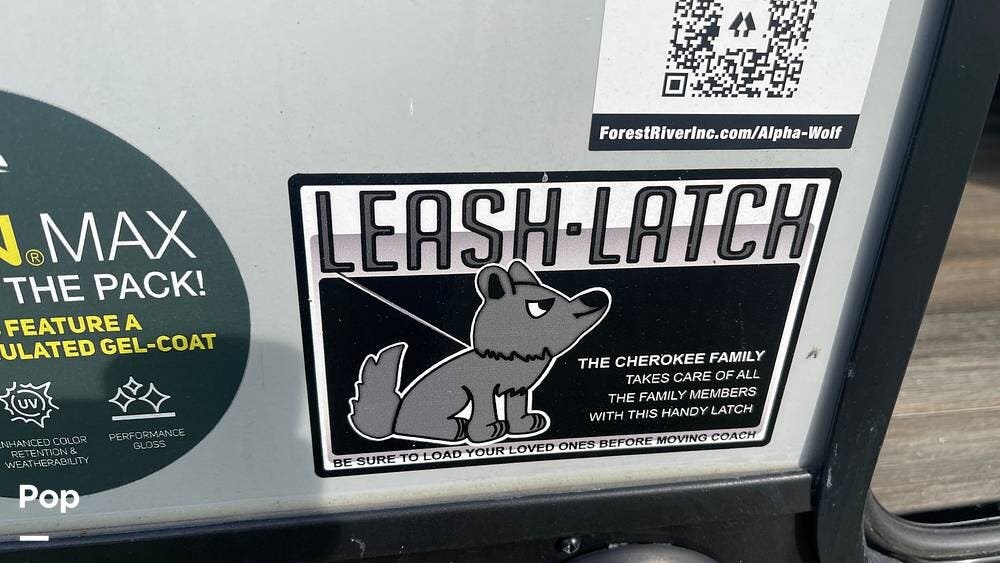 ForestRiverInc.com/Alpha-Wolf
LEASH·LATCH
THE CHEROKEE FAMILY
TAKES CARE OF ALL
THE FAMILY MEMBERS
WITH THIS HANDY LATCH
BE SURE TO LOAD YOUR LOVED ONES BEFORE MOVING COACH
N® MAX
THE PACK!
FEATURE A
ULATED GEL-COAT
UV
NHANCED COLOR
RETENTION &
WEATHERABILITY
PERFORMANCE
GLOSS
Pop